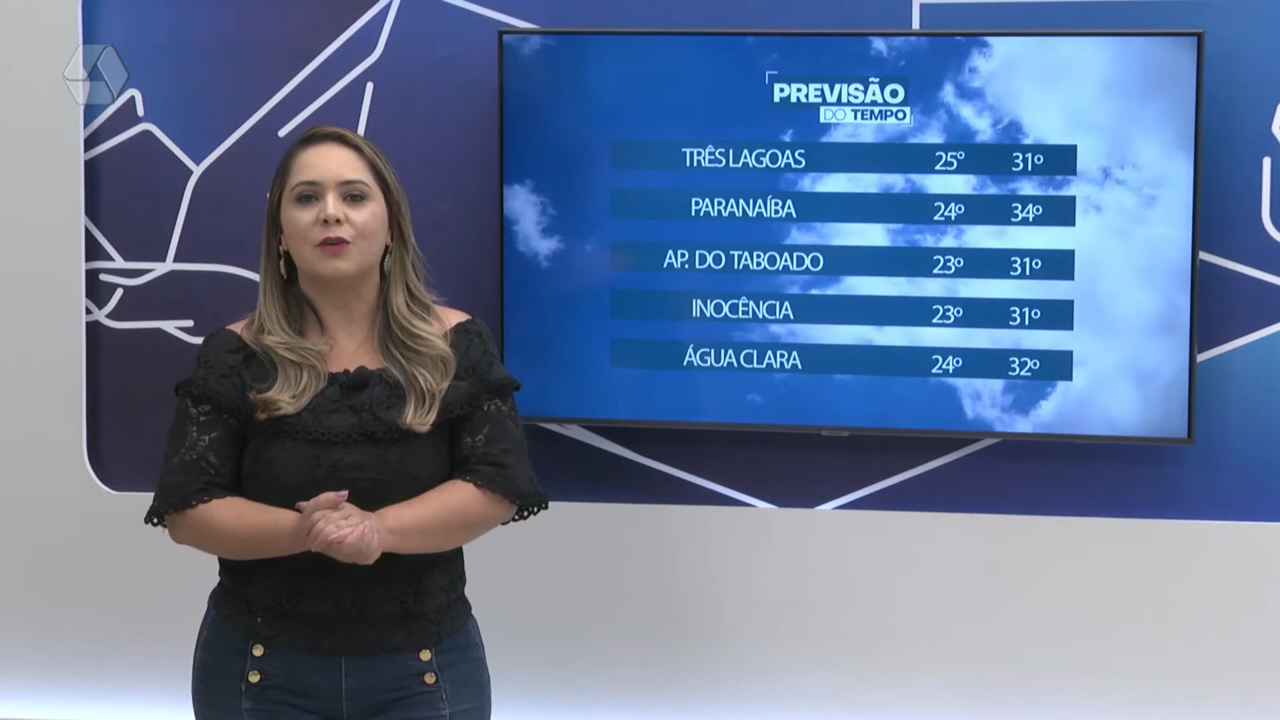 PREVISÃO
DO TEMPO
TRÊS LAGOAS 25° 31º
PARANAÍBA 24º 34º
AP. DO TABOADO 23º 31º
INOCÊNCIA 23º 31º
ÁGUA CLARA 24º 32º